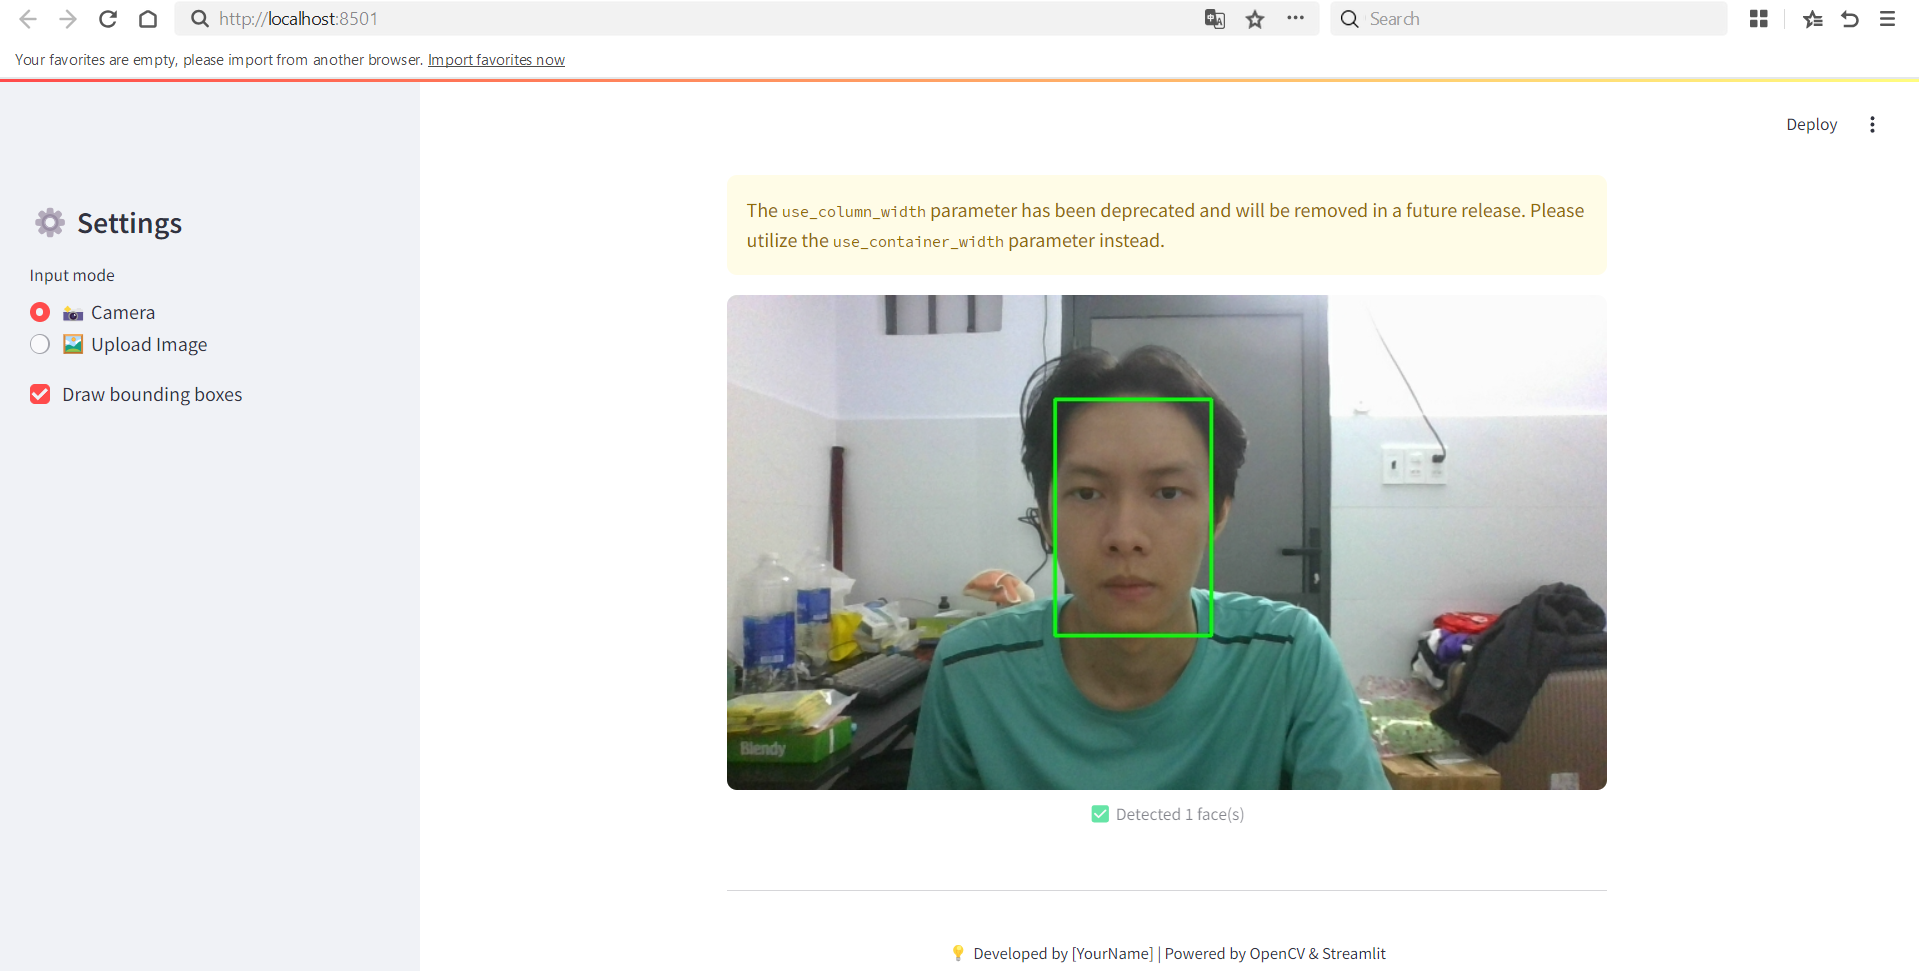 http://localhost:8501
Search
Your favorites are empty, please import from another browser. Import favorites now
Deploy
Settings
Input mode
Camera
Upload Image
Draw bounding boxes
The use_column_width parameter has been deprecated and will be removed in a future release. Please
utilize the use_container_width parameter instead.
Blendy
Detected 1 face(s)
Developed by [YourName] | Powered by OpenCV & Streamlit